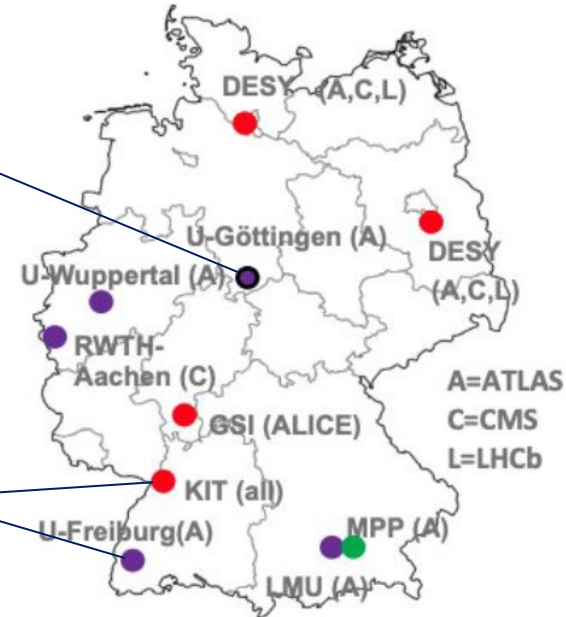 DESY (A,C,L)
U-Göttingen (A)
DESY
(A,C,L)
U-Wuppertal (A)
RWTH-
Aachen (C)
A=ATLAS
C=CMS
L=LHCb
GSI (ALICE)
KIT (all)
U-Freiburg(A)
MPP (A)
LMU (A)